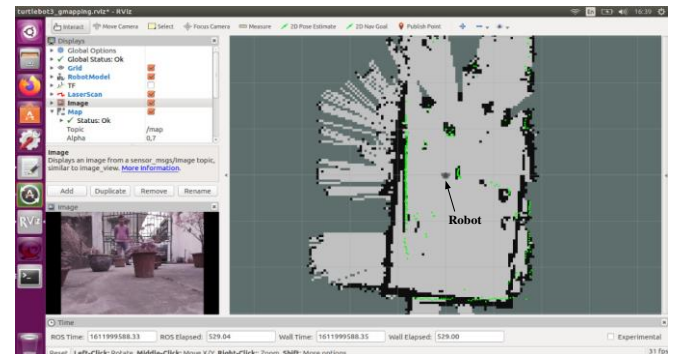 turtlebot3_gmapping.rviz* - RViz
En
16:39
Interact
Move Camera
Select
Focus Camera
Measure
2D Pose Estimate
2D Nav Goal
Publish Point
Displays
Global Options
Global Status: Ok
Grid
RobotModel
TF
LaserScan
Image
Map
Status: Ok
Topic /map
Alpha 0,7
Image
Displays an image from a sensor_msgs/Image topic,
similar to image_view. More Information.
Add Duplicate Remove Rename
Image
Robot
Time
ROS Time: 1611999588.33 ROS Elapsed: 529.04 Wall Time: 1611999588.35 Wall Elapsed: 529.00 Experimental
Reset Left-Click: Rotate. Middle-Click: Move X/Y. Right-Click: Zoom. Shift: More options.
31 fps